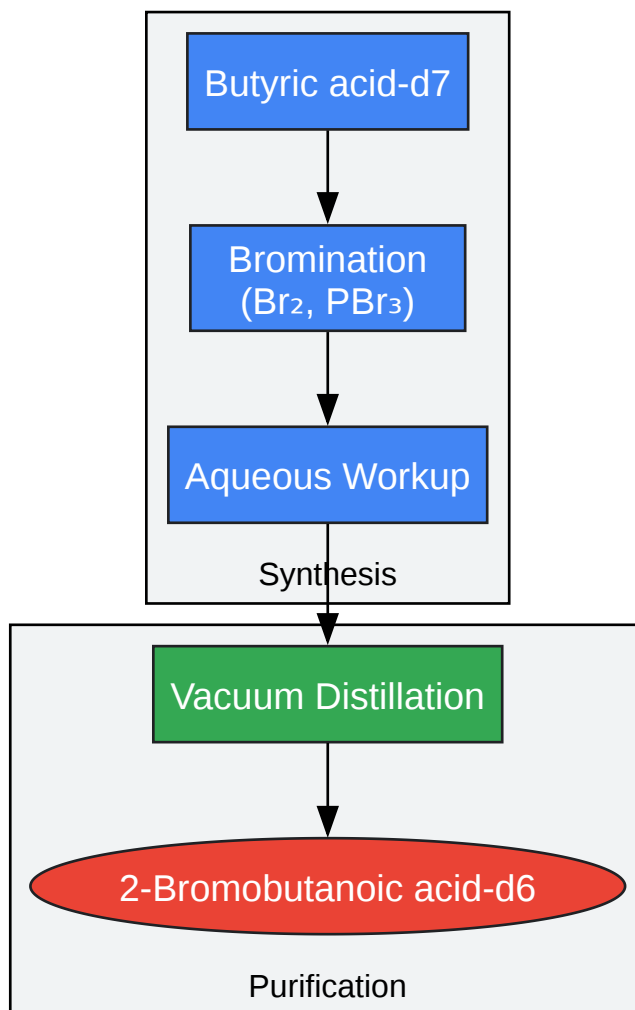 Butyric acid-d7
Bromination
(Br₂, PBr₃)
Aqueous Workup
Synthesis
Vacuum Distillation
2-Bromobutanoic acid-d6
Purification